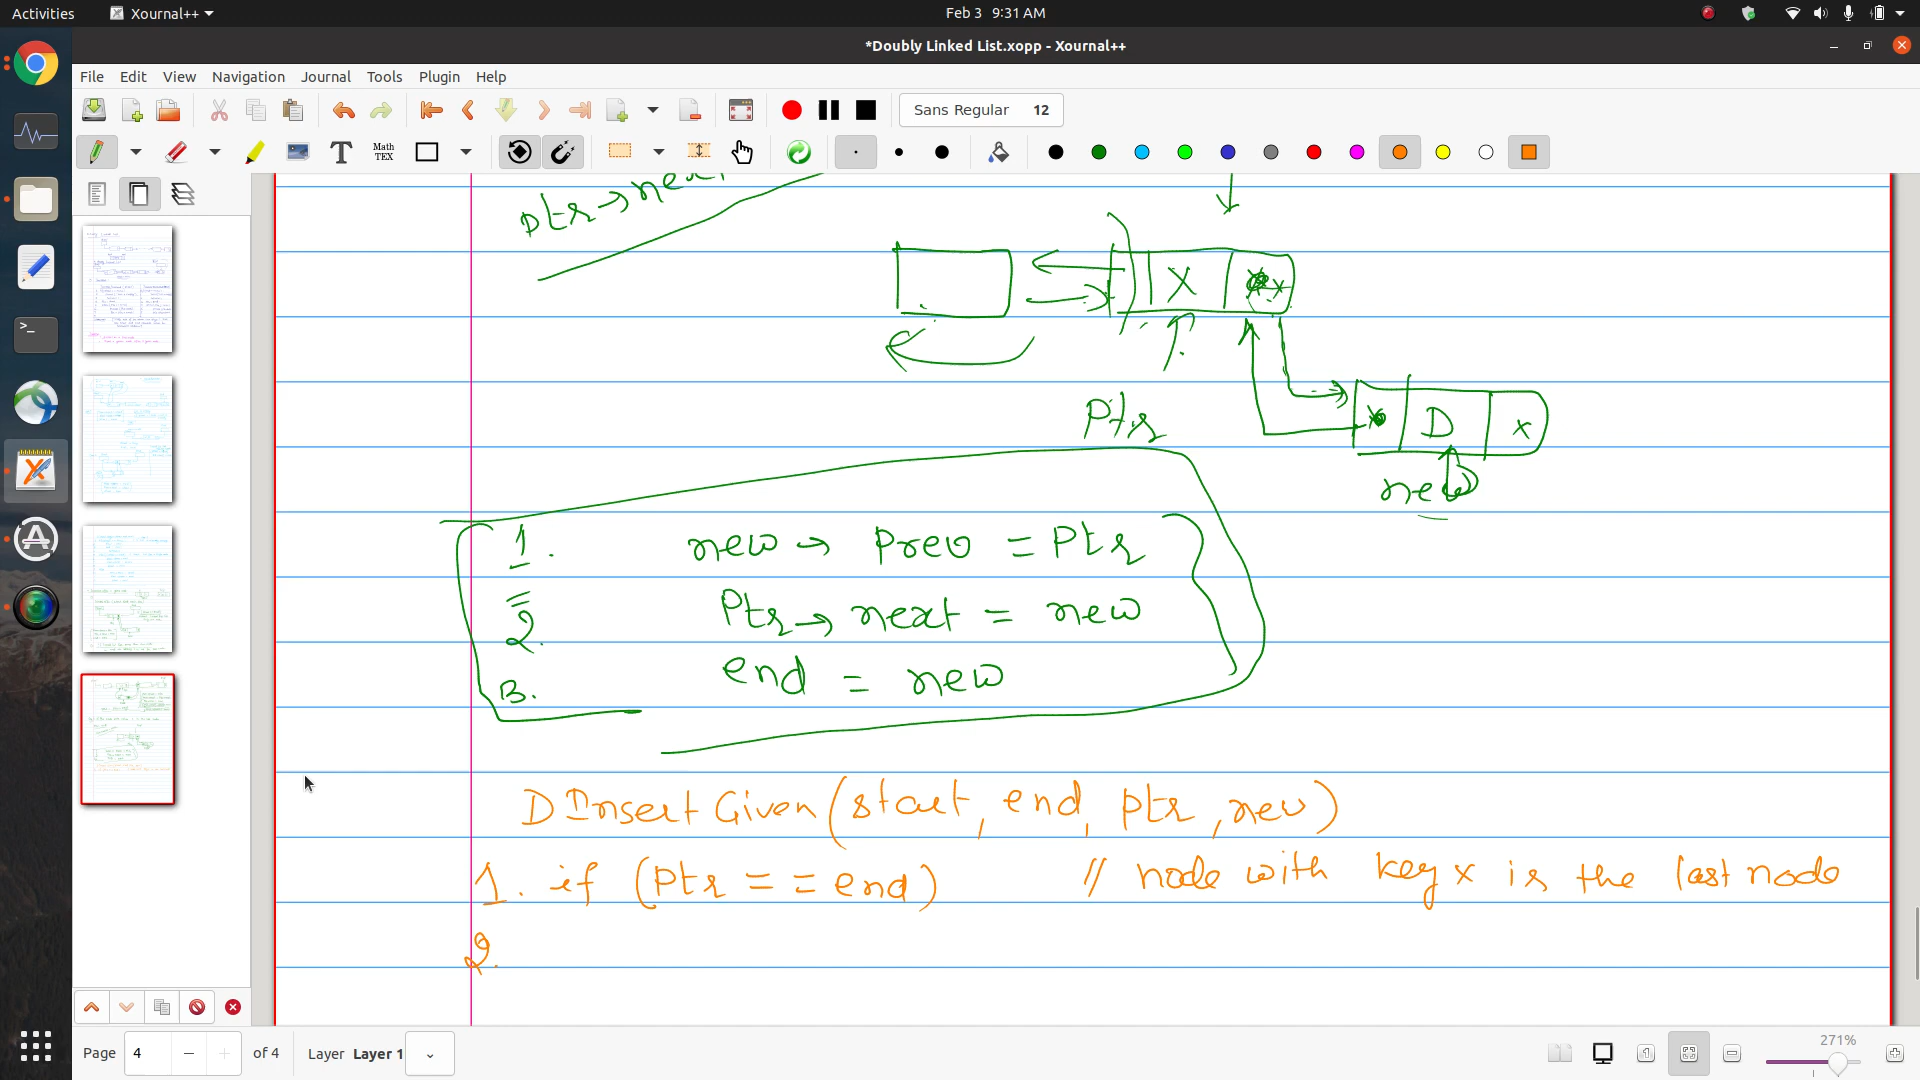 Activities Xournal++ Feb 3 9:31 AM
*Doubly Linked List.xopp - Xournal++
File Edit View Navigation Journal Tools Plugin Help
Sans Regular 12
Math
TEX
Ptr → next
X
Ptr
x D x
new
1. new → Prev = Ptr
2. Ptr → next = new
3. end = new
DInsertGiven(start, end, Ptr, new)
1. if (Ptr == end) // node with key x is the last node
2.
Page 4 of 4 Layer Layer 1 271%